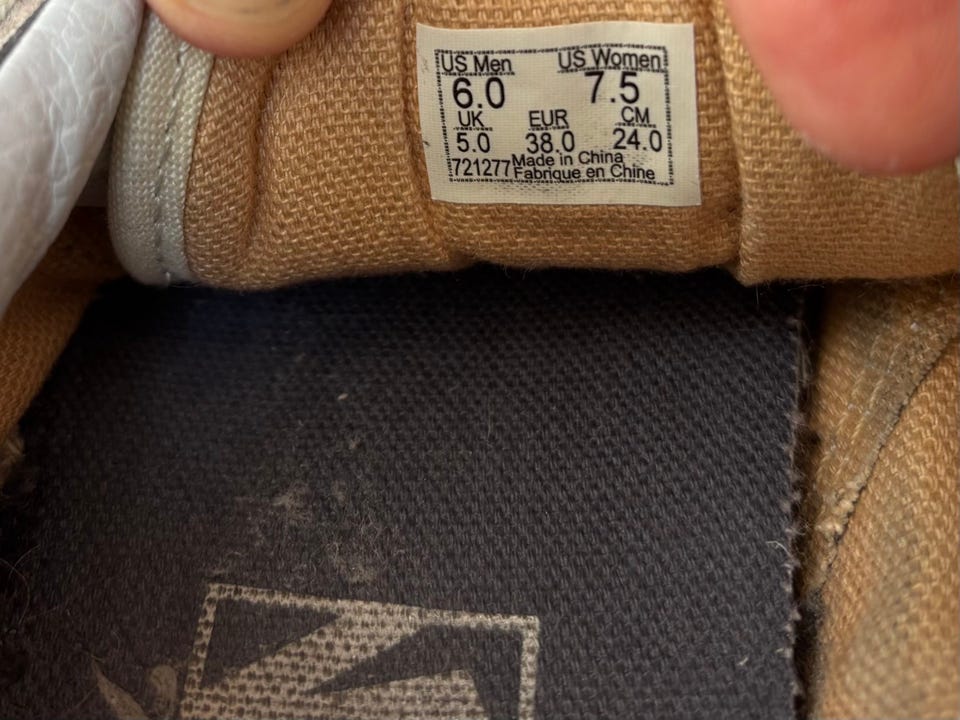 US Men US Women
6.0 7.5
UK EUR CM
5.0 38.0 24.0
721277 Made in China
Fabrique en Chine